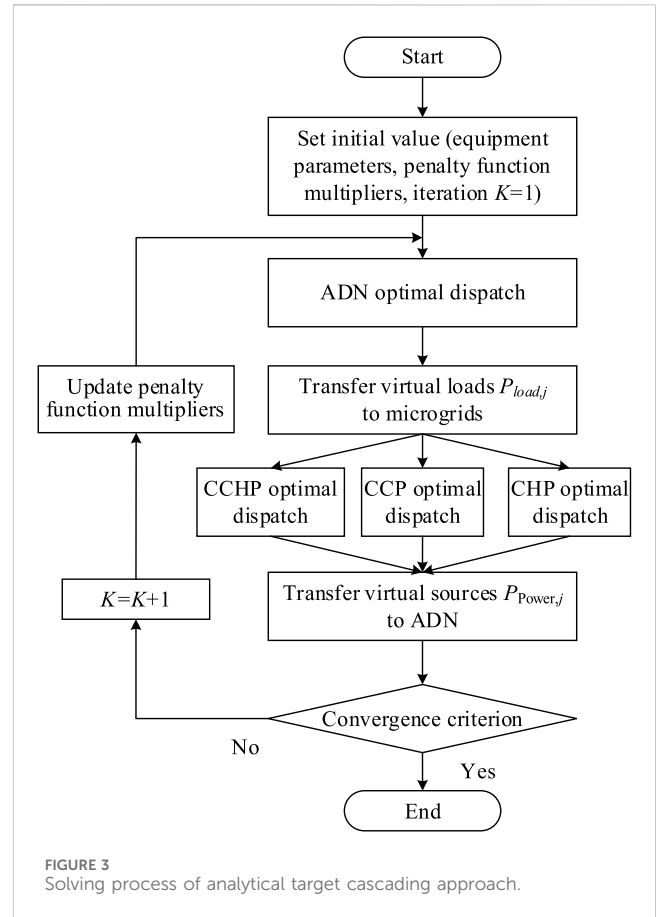 Start
Set initial value (equipment
parameters, penalty function
multipliers, iteration K=1)
ADN optimal dispatch
Update penalty
function multipliers
Transfer virtual loads P_load,j
to microgrids
CCHP optimal
dispatch
CCP optimal
dispatch
CHP optimal
dispatch
K=K+1
Transfer virtual sources P_Power,j
to ADN
Convergence criterion
No
Yes
End
FIGURE 3
Solving process of analytical target cascading approach.